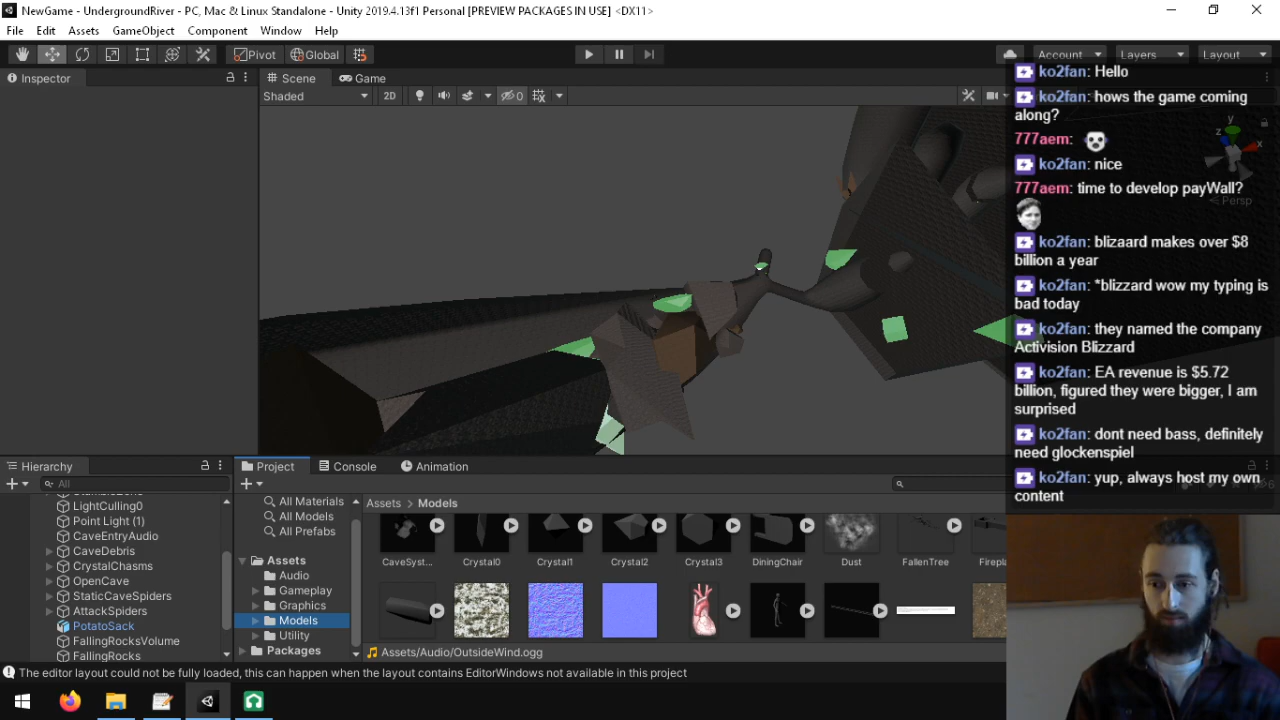 NewGame - UndergroundRiver - PC, Mac & Linux Standalone - Unity 2019.4.13f1 Personal [PREVIEW PACKAGES IN USE] <DX11>
File Edit Assets GameObject Component Window Help
Pivot Global Account Layers Layout
Inspector
Scene Game
Shaded 2D 0
ko2fan: Hello
ko2fan: hows the game coming
along?
777aem:
ko2fan: nice
777aem: time to develop payWall?
y
z x
Persp
ko2fan: blizaard makes over $8
billion a year
ko2fan: *blizzard wow my typing is
bad today
ko2fan: they named the company
Activision Blizzard
ko2fan: EA revenue is $5.72
billion, figured they were bigger, I am
surprised
ko2fan: dont need bass, definitely
need glockenspiel
ko2fan: yup, always host my own
content
Hierarchy
All
LightCulling0
Point Light (1)
CaveEntryAudio
CaveDebris
CrystalChasms
OpenCave
StaticCaveSpiders
AttackSpiders
PotatoSack
FallingRocksVolume
FallingRocks
Project Console Animation
All Materials
All Models
All Prefabs
Assets
Audio
Gameplay
Graphics
Models
Utility
Packages
Assets > Models
CaveSyst... Crystal0 Crystal1 Crystal2 Crystal3 DiningChair Dust FallenTree Firepla
Assets/Audio/OutsideWind.ogg
The editor layout could not be fully loaded, this can happen when the layout contains EditorWindows not available in this project